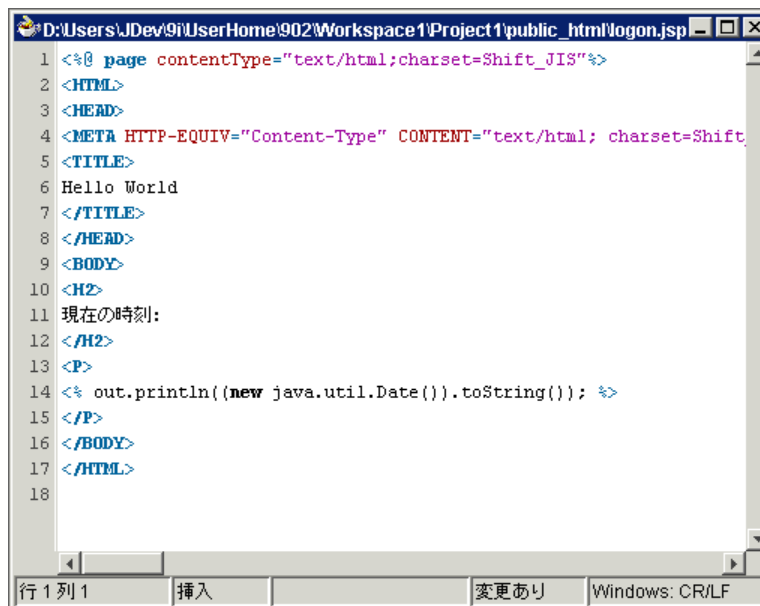 D:\Users\JDev\9i\UserHome\902\Workspace1\Project1\public_html\logon.jsp
1 <%@ page contentType="text/html;charset=Shift_JIS"%>
2 <HTML>
3 <HEAD>
4 <META HTTP-EQUIV="Content-Type" CONTENT="text/html; charset=Shift_
5 <TITLE>
6 Hello World
7 </TITLE>
8 </HEAD>
9 <BODY>
10 <H2>
11 現在の時刻:
12 </H2>
13 <P>
14 <% out.println((new java.util.Date()).toString()); %>
15 </P>
16 </BODY>
17 </HTML>
18
行 1 列 1 挿入 変更あり Windows: CR/LF